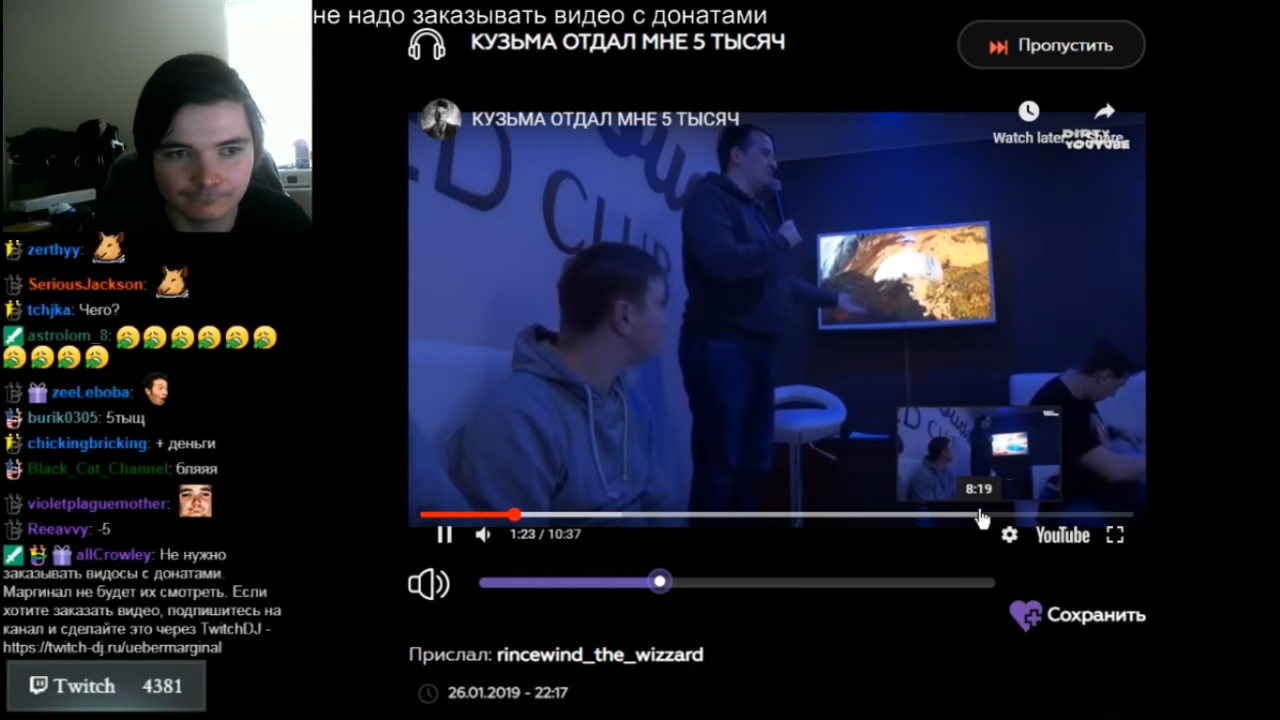 не надо заказывать видео с донатами
КУЗЬМА ОТДАЛ МНЕ 5 ТЫСЯЧ
Пропустить
КУЗЬМА ОТДАЛ МНЕ 5 ТЫСЯЧ
Watch later
Share
DIRTY
YOUTUBE
CLUB
8:19
1:23 / 10:37
YouTube
Сохранить
Прислал: rincewind_the_wizzard
26.01.2019 - 22:17
zerthyy:
SeriousJackson:
tchjka: Чего?
astrolom_8:
zeeLeboba:
burik0305: 5тыщ
chickingbricking: + деньги
Black_Cat_Channel: бляяя
violetplaguemother:
Reeavvy: -5
allCrowley: Не нужно
заказывать видосы с донатами.
Маргинал не будет их смотреть. Если
хотите заказать видео, подпишитесь на
канал и сделайте это через TwitchDJ -
https://twitch-dj.ru/uebermarginal
Twitch 4381